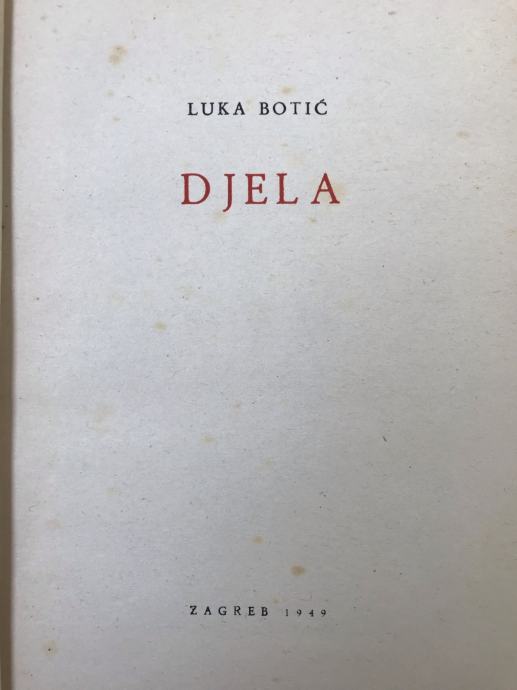 LUKA BOTIĆ
DJELA
ZAGREB 1949